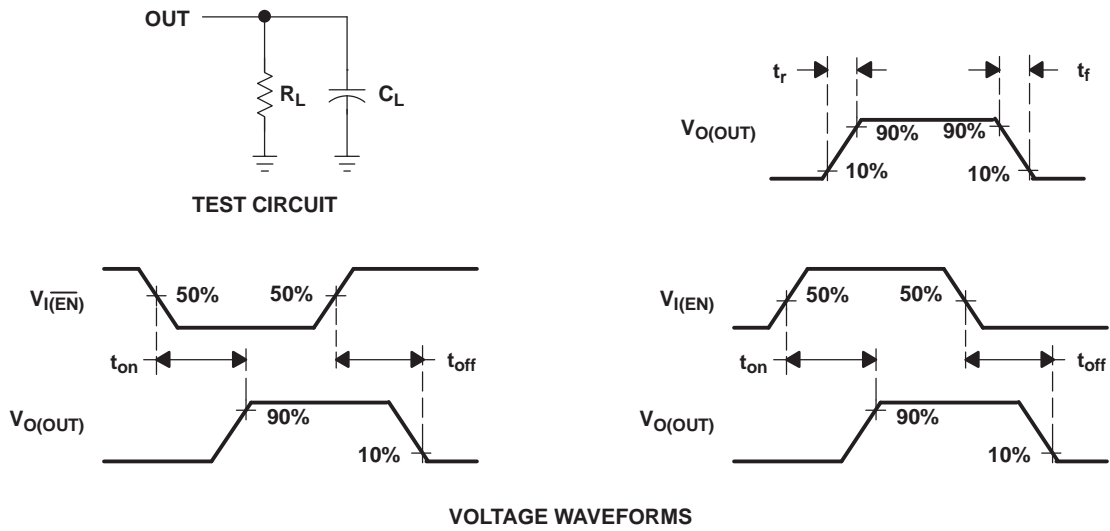 OUT
R_L
C_L
TEST CIRCUIT
t_r
t_f
V_O(OUT)
90%
90%
10%
10%
V_I(E̅N̅)
50%
50%
t_on
t_off
V_O(OUT)
90%
10%
V_I(EN)
50%
50%
t_on
t_off
V_O(OUT)
90%
10%
VOLTAGE WAVEFORMS